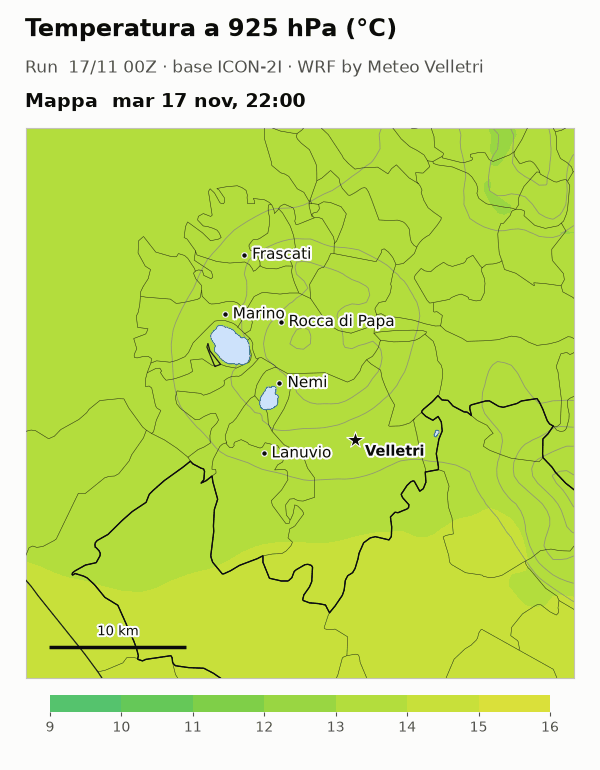 Temperatura a 925 hPa (°C)
Run  17/11 00Z · base ICON-2I · WRF by Meteo Velletri
Mappa  mar 17 nov, 22:00
Frascati
Marino
Rocca di Papa
Nemi
Velletri
Lanuvio
10 km
9 10 11 12 13 14 15 16